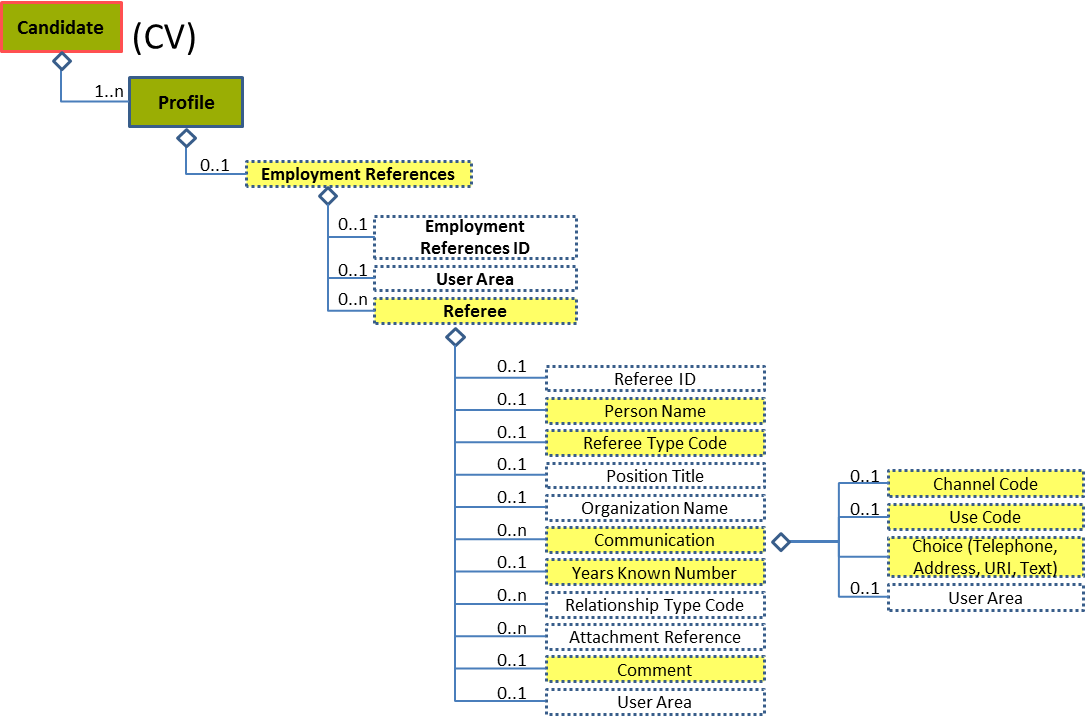 Candidate
(CV)
1..n
Profile
0..1
Employment References
0..1
Employment
References ID
0..1
User Area
0..n
Referee
0..1
Referee ID
0..1
Person Name
0..1
Referee Type Code
0..1
Position Title
0..1
Organization Name
0..n
Communication
0..1
Years Known Number
0..n
Relationship Type Code
0..n
Attachment Reference
0..1
Comment
0..1
User Area
0..1
Channel Code
0..1
Use Code
Choice (Telephone,
Address, URI, Text)
0..1
User Area